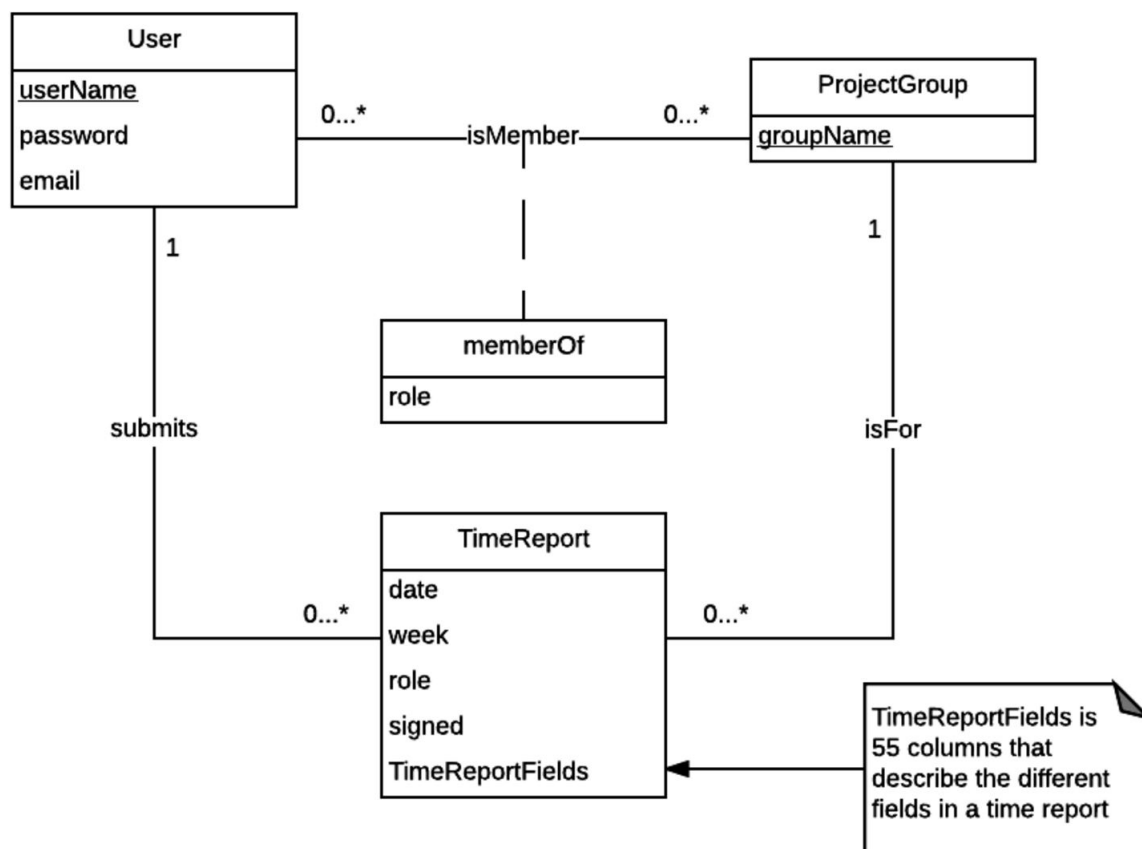 User
userName
password
email
0...*
isMember
0...*
ProjectGroup
groupName
1
1
memberOf
role
submits
isFor
TimeReport
date
week
role
signed
TimeReportFields
0...*
0...*
TimeReportFields is
55 columns that
describe the different
fields in a time report